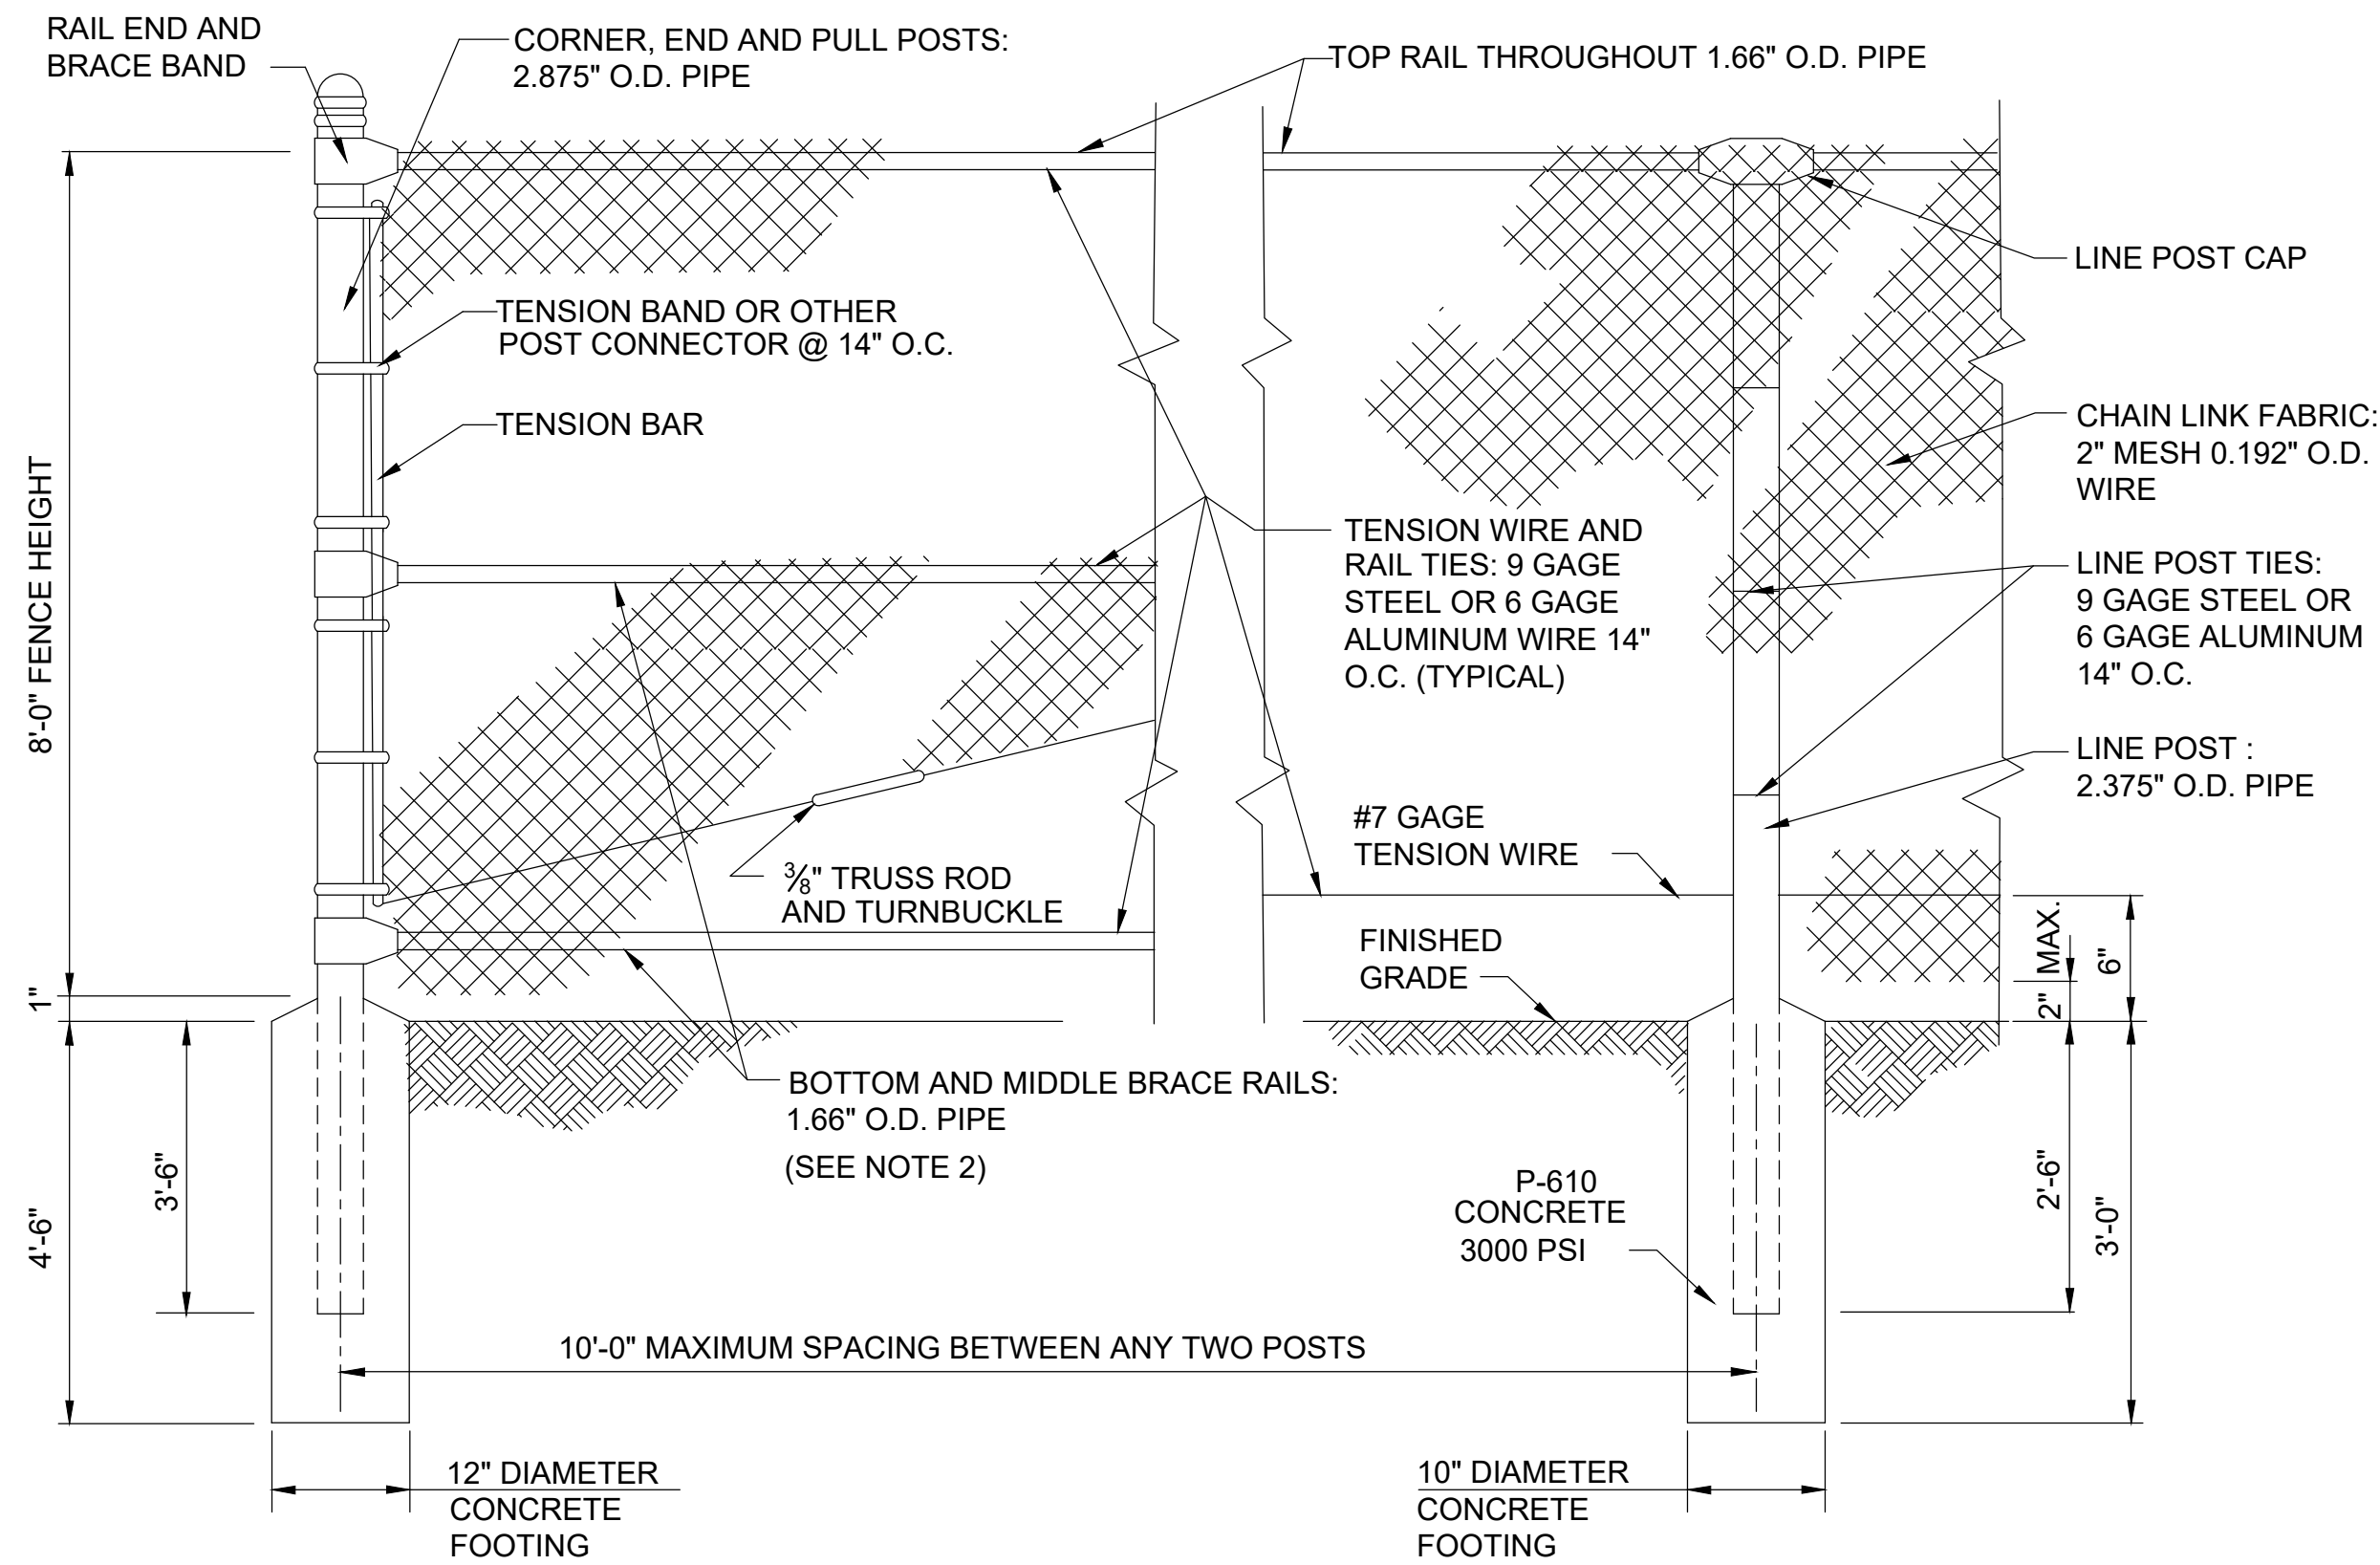 RAIL END AND
BRACE BAND
CORNER, END AND PULL POSTS:
2.875" O.D. PIPE
TOP RAIL THROUGHOUT 1.66" O.D. PIPE
LINE POST CAP
TENSION BAND OR OTHER
POST CONNECTOR @ 14" O.C.
TENSION BAR
CHAIN LINK FABRIC:
2" MESH 0.192" O.D.
WIRE
8'-0" FENCE HEIGHT
TENSION WIRE AND
RAIL TIES: 9 GAGE
STEEL OR 6 GAGE
ALUMINUM WIRE 14"
O.C. (TYPICAL)
LINE POST TIES:
9 GAGE STEEL OR
6 GAGE ALUMINUM
14" O.C.
LINE POST :
2.375" O.D. PIPE
#7 GAGE
TENSION WIRE
⅜" TRUSS ROD
AND TURNBUCKLE
FINISHED
GRADE
2" MAX.
6"
1"
BOTTOM AND MIDDLE BRACE RAILS:
1.66" O.D. PIPE
(SEE NOTE 2)
3'-6"
4'-6"
P-610
CONCRETE
3000 PSI
2'-6"
3'-0"
10'-0" MAXIMUM SPACING BETWEEN ANY TWO POSTS
12" DIAMETER
CONCRETE
FOOTING
10" DIAMETER
CONCRETE
FOOTING